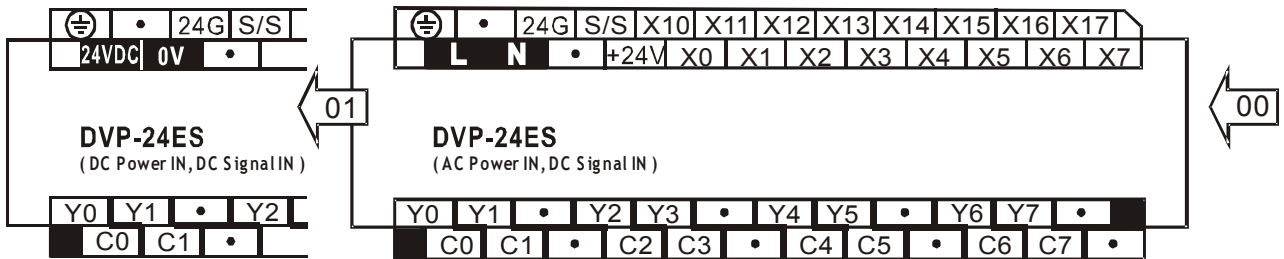 • 24G S/S
24VDC 0V •
01
DVP-24ES
(DC Power IN, DC Signal IN)
Y0 Y1 • Y2
C0 C1 •
• 24G S/S X10 X11 X12 X13 X14 X15 X16 X17
L N • +24V X0 X1 X2 X3 X4 X5 X6 X7
00
DVP-24ES
(AC Power IN, DC Signal IN)
Y0 Y1 • Y2 Y3 • Y4 Y5 • Y6 Y7 •
C0 C1 • C2 C3 • C4 C5 • C6 C7 •